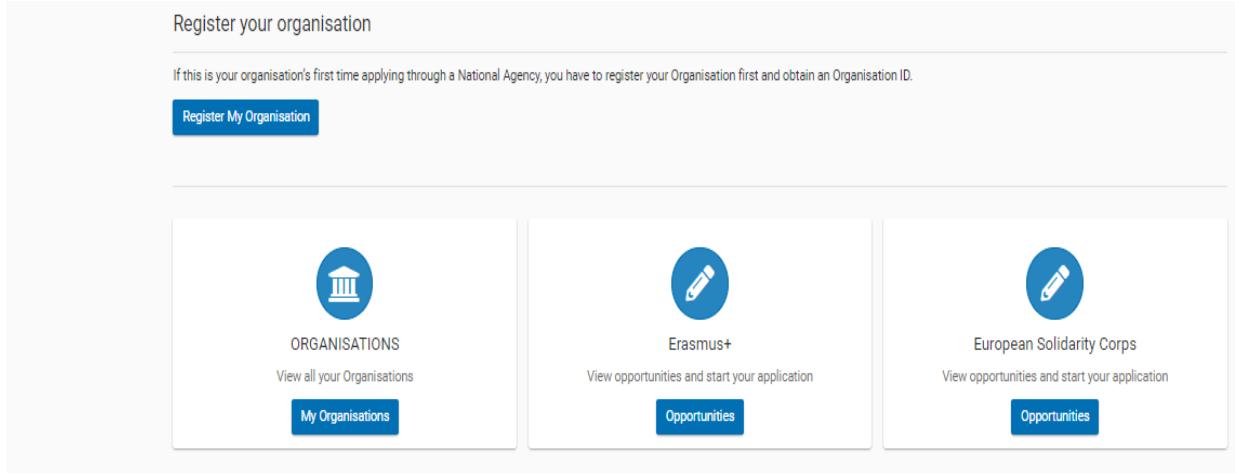 Register your organisation
If this is your organisation's first time applying through a National Agency, you have to register your Organisation first and obtain an Organisation ID.
Register My Organisation
ORGANISATIONS
View all your Organisations
My Organisations
Erasmus+
View opportunities and start your application
Opportunities
European Solidarity Corps
View opportunities and start your application
Opportunities